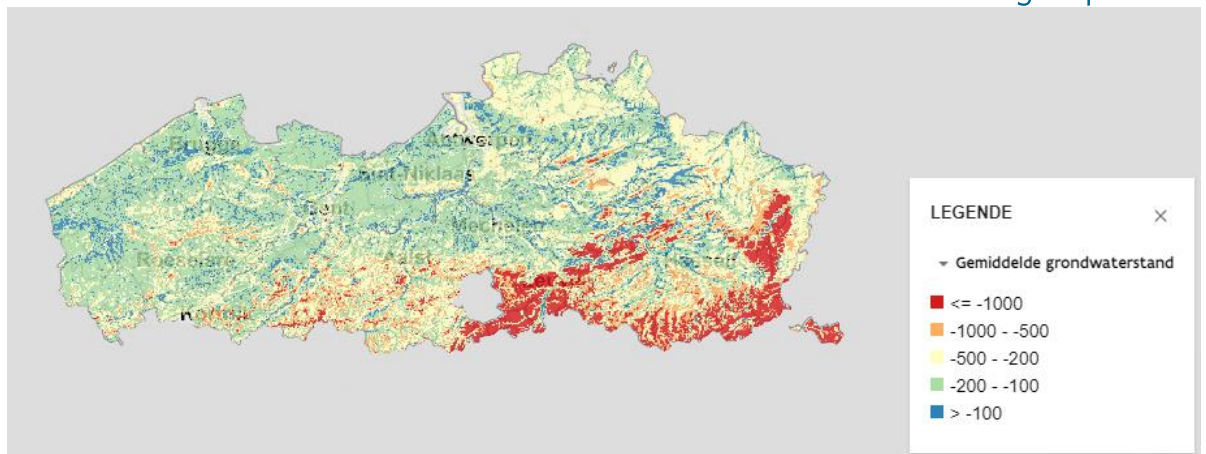 Brugge
Antwerpen
Sint-Niklaas
Gent
Mechelen
Roeselare
Aalst
Hasselt
Leuven
Kortrijk
LEGENDE
Gemiddelde grondwaterstand
<= -1000
-1000 - -500
-500 - -200
-200 - -100
> -100